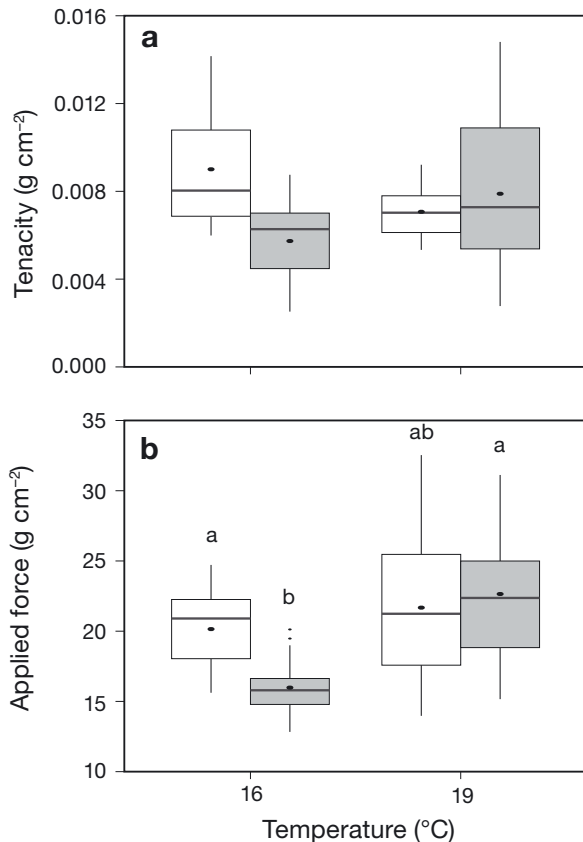 a
0.016
0.012
0.008
0.004
0.000
Tenacity (g cm⁻²)
b
35
30
25
20
15
10
Applied force (g cm⁻²)
a
b
ab
a
16
19
Temperature (°C)